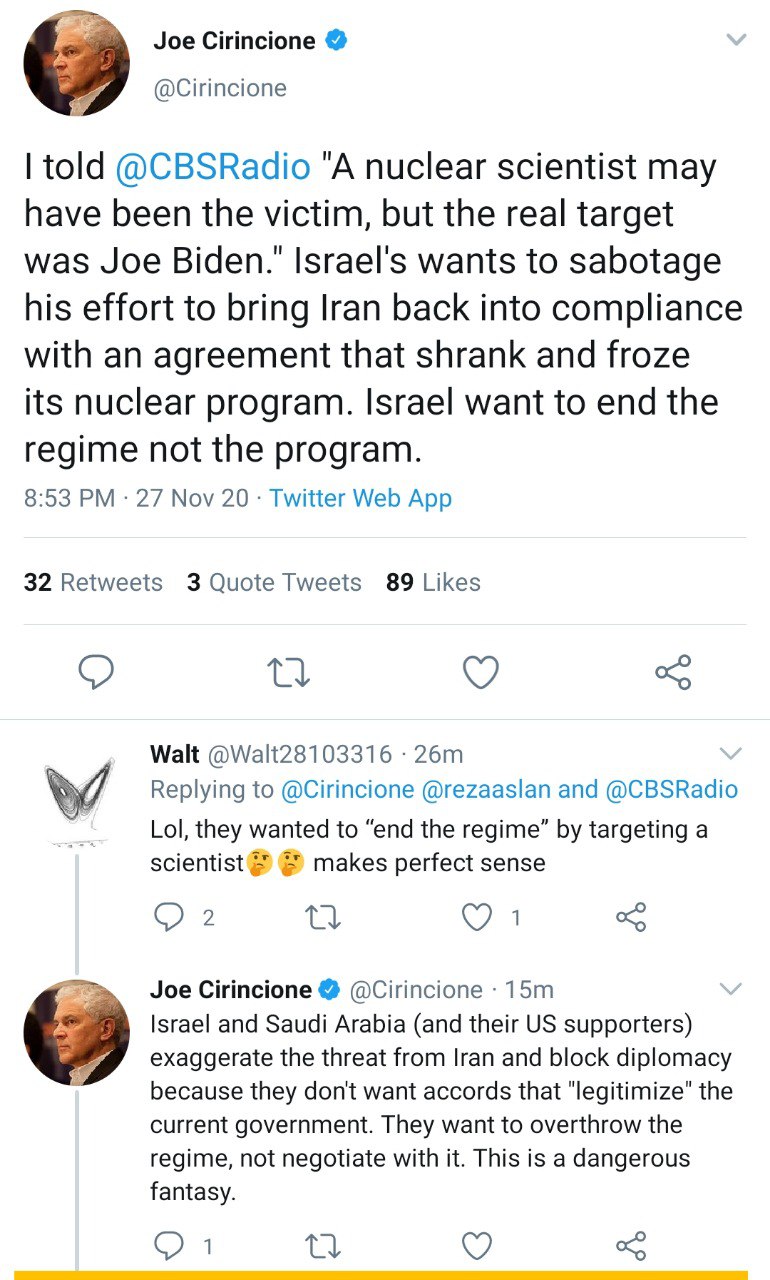 Joe Cirincione
@Cirincione
I told @CBSRadio "A nuclear scientist may
have been the victim, but the real target
was Joe Biden." Israel's wants to sabotage
his effort to bring Iran back into compliance
with an agreement that shrank and froze
its nuclear program. Israel want to end the
regime not the program.
8:53 PM · 27 Nov 20 · Twitter Web App
32 Retweets 3 Quote Tweets 89 Likes
Walt @Walt28103316 · 26m
Replying to @Cirincione @rezaaslan and @CBSRadio
Lol, they wanted to “end the regime” by targeting a
scientist🤔🤔 makes perfect sense
2 1
Joe Cirincione @Cirincione · 15m
Israel and Saudi Arabia (and their US supporters)
exaggerate the threat from Iran and block diplomacy
because they don't want accords that "legitimize" the
current government. They want to overthrow the
regime, not negotiate with it. This is a dangerous
fantasy.
1